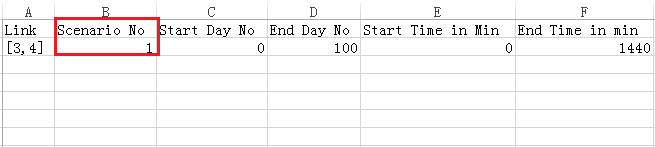 A B C D E F
Link Scenario No Start Day No End Day No Start Time in Min End Time in min
[3,4] 1 0 100 0 1440